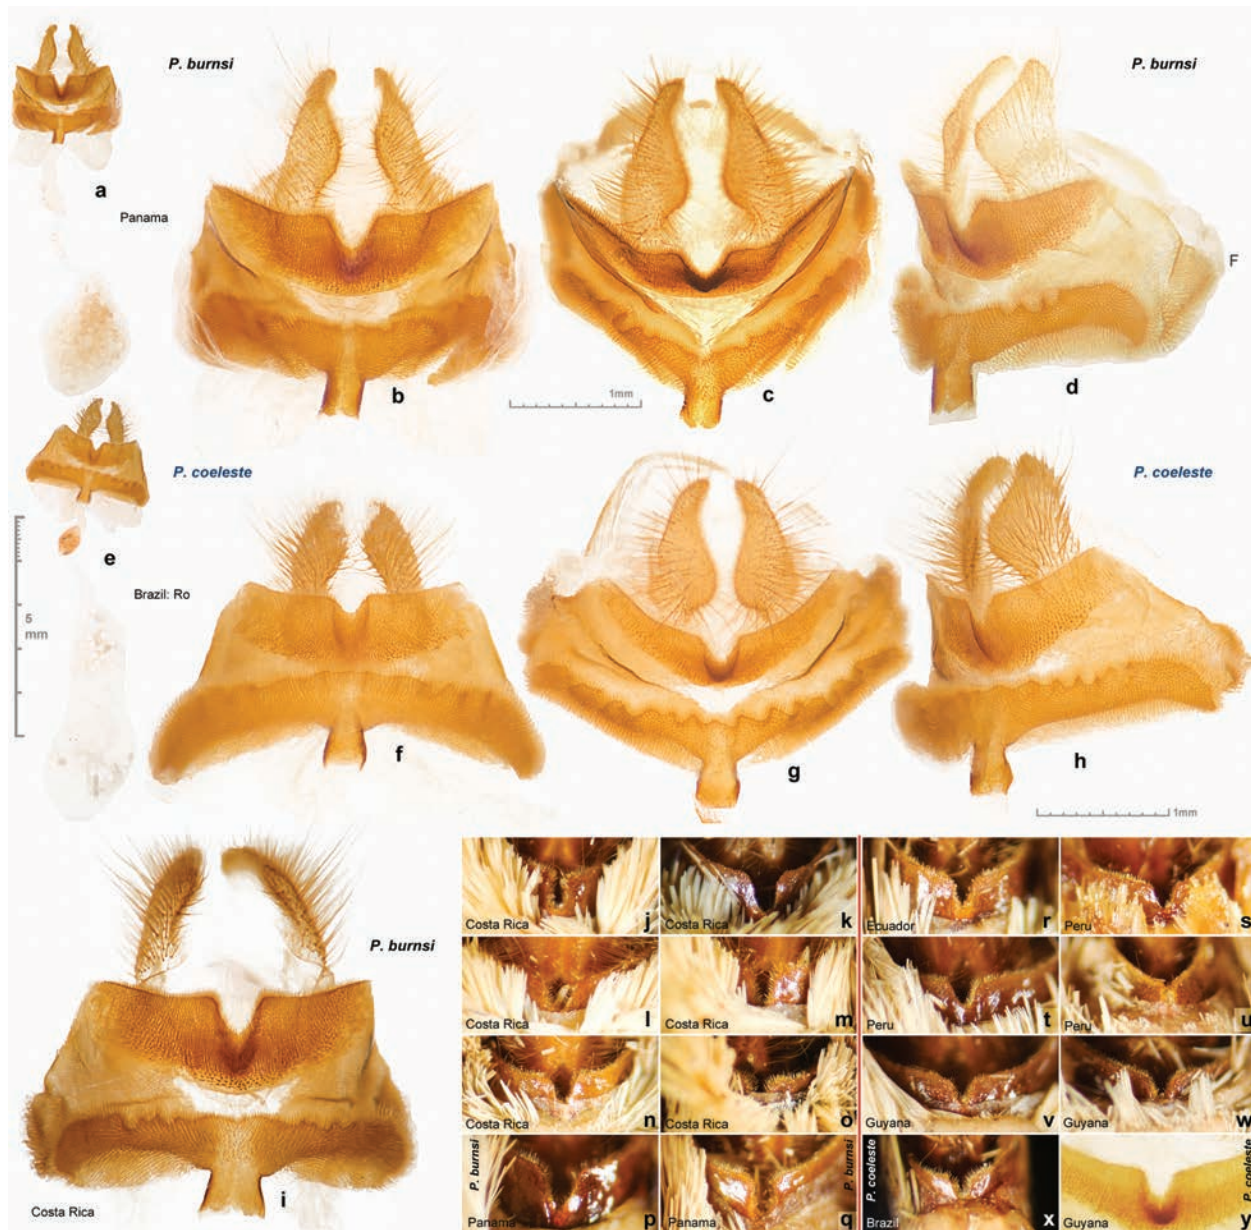 P. burnsi
P. burnsi
a
Panama
F
b
c
d
1mm
P. coeleste
P. coeleste
e
Brazil: Ro
5
mm
f
g
h
1mm
P. burnsi
i
Costa Rica
Costa Rica
j
Costa Rica
k
Ecuador
r
Peru
s
Costa Rica
l
Costa Rica
m
Peru
t
Peru
u
Costa Rica
n
Costa Rica
o
Guyana
v
Guyana
w
P. burnsi
Panama
p
Panama
q
P. burnsi
P. coeleste
Brazil
x
Guyana
y
P. coeleste